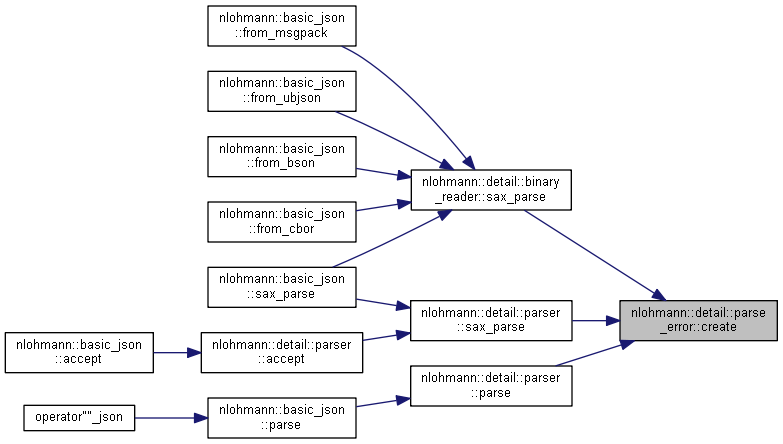 nlohmann::basic_json
::from_msgpack
nlohmann::basic_json
::from_ubjson
nlohmann::basic_json
::from_bson
nlohmann::detail::binary
_reader::sax_parse
nlohmann::basic_json
::from_cbor
nlohmann::basic_json
::sax_parse
nlohmann::detail::parser
::sax_parse
nlohmann::detail::parse
_error::create
nlohmann::basic_json
::accept
nlohmann::detail::parser
::accept
nlohmann::detail::parser
::parse
operator""_json
nlohmann::basic_json
::parse